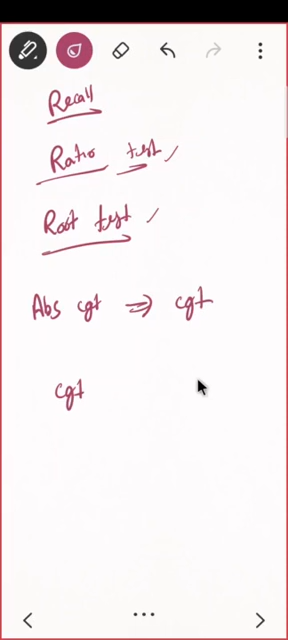 Recall
Ratio test ✓
Root test ✓
Abs cgt ⇒ cgt
cgt